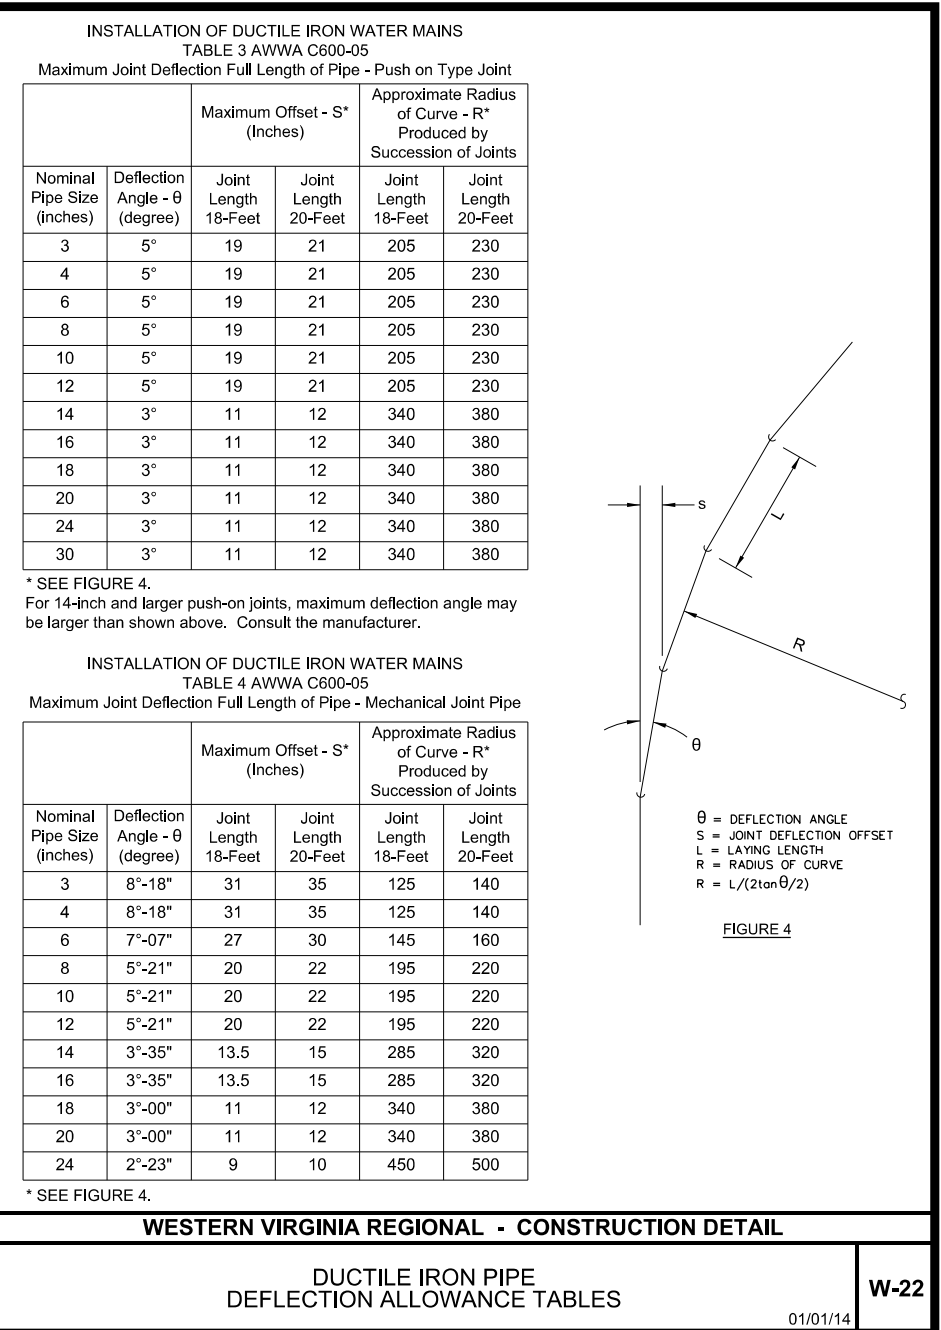 INSTALLATION OF DUCTILE IRON WATER MAINS
TABLE 3 AWWA C600-05
Maximum Joint Deflection Full Length of Pipe - Push on Type Joint
Maximum Offset - S* (Inches) Approximate Radius of Curve - R* Produced by Succession of Joints
Nominal Pipe Size (inches) Deflection Angle - θ (degree) Joint Length 18-Feet Joint Length 20-Feet Joint Length 18-Feet Joint Length 20-Feet
3 5° 19 21 205 230
4 5° 19 21 205 230
6 5° 19 21 205 230
8 5° 19 21 205 230
10 5° 19 21 205 230
12 5° 19 21 205 230
14 3° 11 12 340 380
16 3° 11 12 340 380
18 3° 11 12 340 380
20 3° 11 12 340 380
24 3° 11 12 340 380
30 3° 11 12 340 380
* SEE FIGURE 4.
For 14-inch and larger push-on joints, maximum deflection angle may
be larger than shown above. Consult the manufacturer.
INSTALLATION OF DUCTILE IRON WATER MAINS
TABLE 4 AWWA C600-05
Maximum Joint Deflection Full Length of Pipe - Mechanical Joint Pipe
Maximum Offset - S* (Inches) Approximate Radius of Curve - R* Produced by Succession of Joints
Nominal Pipe Size (inches) Deflection Angle - θ (degree) Joint Length 18-Feet Joint Length 20-Feet Joint Length 18-Feet Joint Length 20-Feet
3 8°-18" 31 35 125 140
4 8°-18" 31 35 125 140
6 7°-07" 27 30 145 160
8 5°-21" 20 22 195 220
10 5°-21" 20 22 195 220
12 5°-21" 20 22 195 220
14 3°-35" 13.5 15 285 320
16 3°-35" 13.5 15 285 320
18 3°-00" 11 12 340 380
20 3°-00" 11 12 340 380
24 2°-23" 9 10 450 500
* SEE FIGURE 4.
S
L
R
θ
θ = DEFLECTION ANGLE
S = JOINT DEFLECTION OFFSET
L = LAYING LENGTH
R = RADIUS OF CURVE
R = L/(2tanθ/2)
FIGURE 4
WESTERN VIRGINIA REGIONAL - CONSTRUCTION DETAIL
DUCTILE IRON PIPE
DEFLECTION ALLOWANCE TABLES
01/01/14
W-22